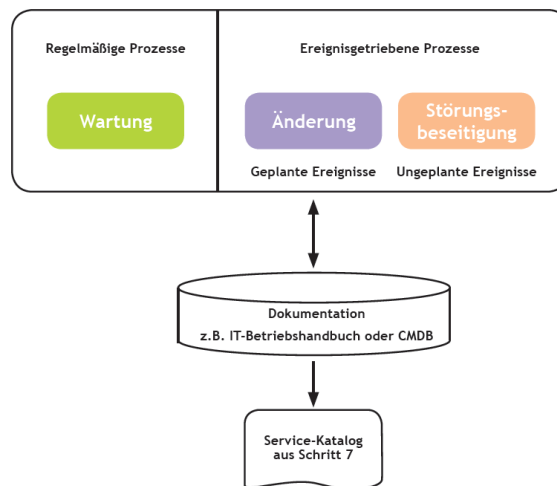 Regelmäßige Prozesse
Ereignisgetriebene Prozesse
Wartung
Änderung
Störungs-
beseitigung
Geplante Ereignisse
Ungeplante Ereignisse
Dokumentation
z.B. IT-Betriebshandbuch oder CMDB
Service-Katalog
aus Schritt 7